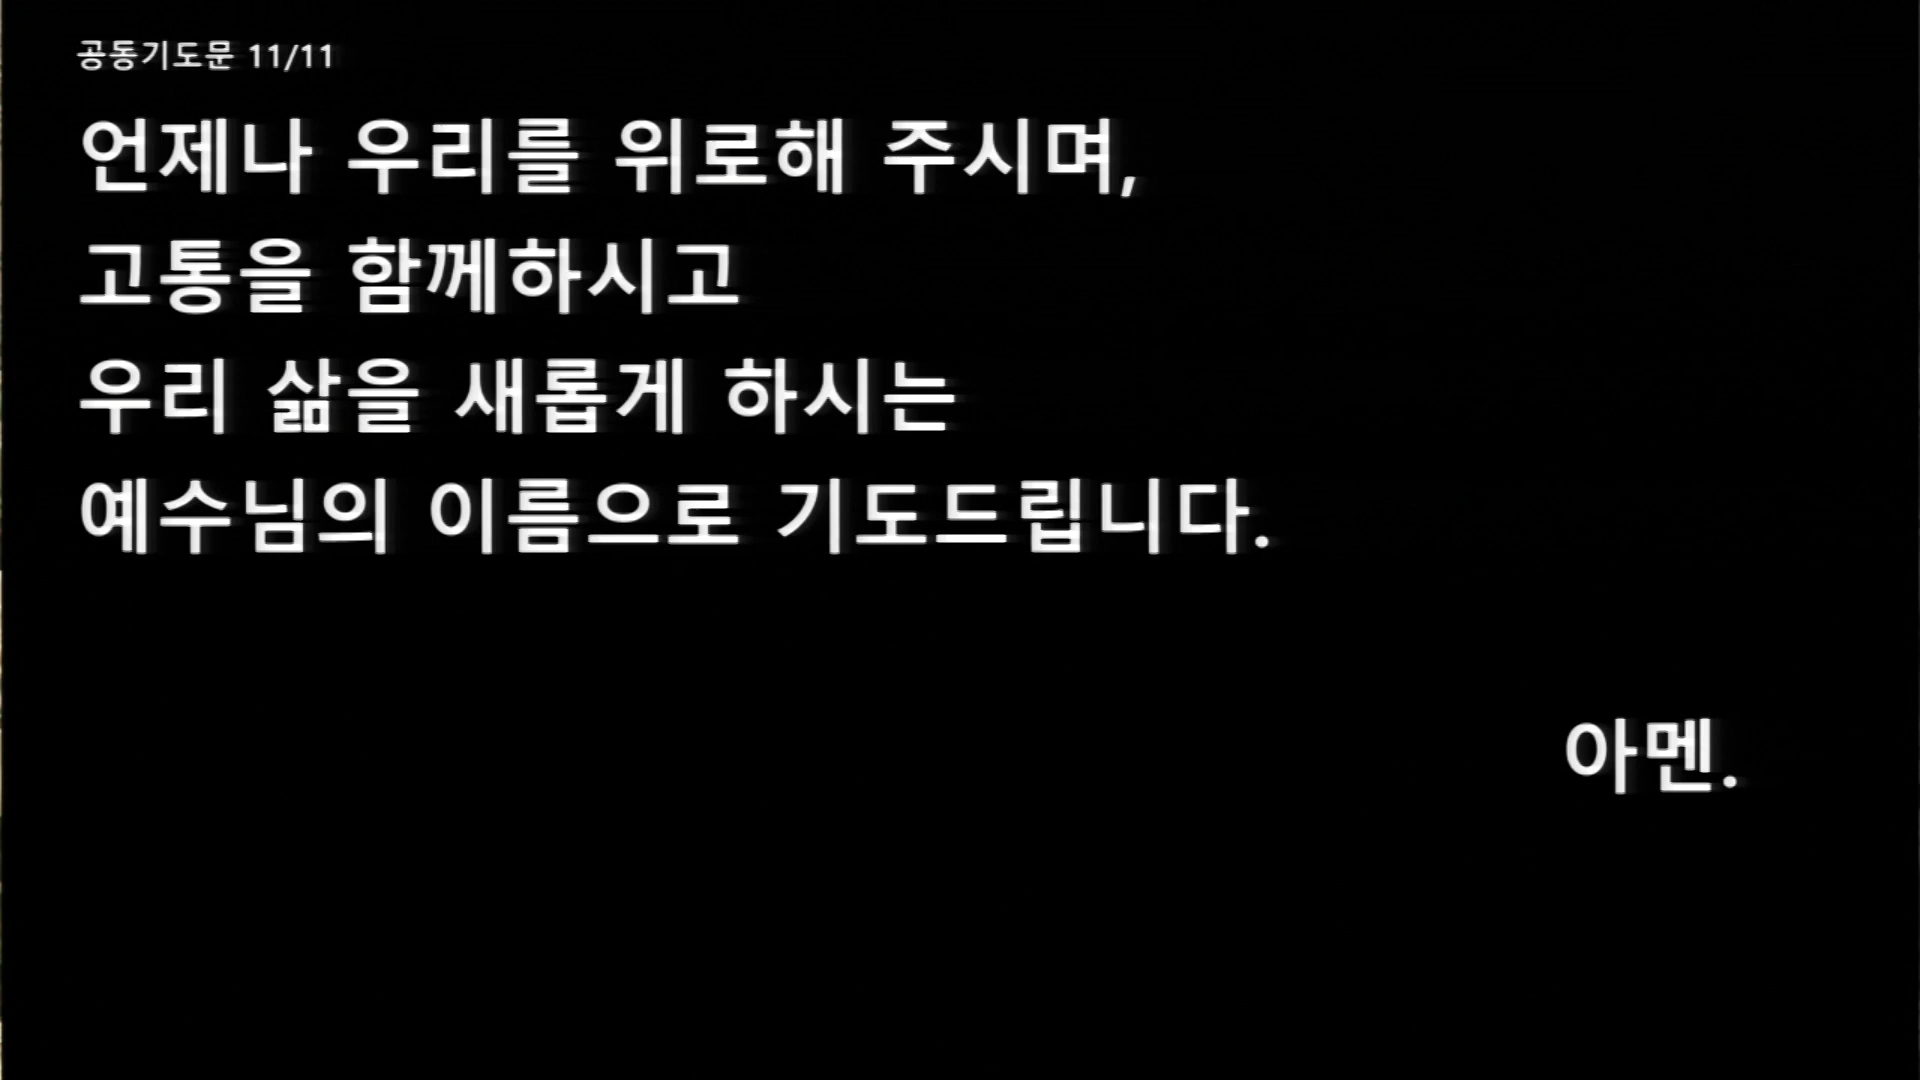 공동기도문 11/11
언제나 우리를 위로해 주시며,
고통을 함께하시고
우리 삶을 새롭게 하시는
예수님의 이름으로 기도드립니다.
아멘.